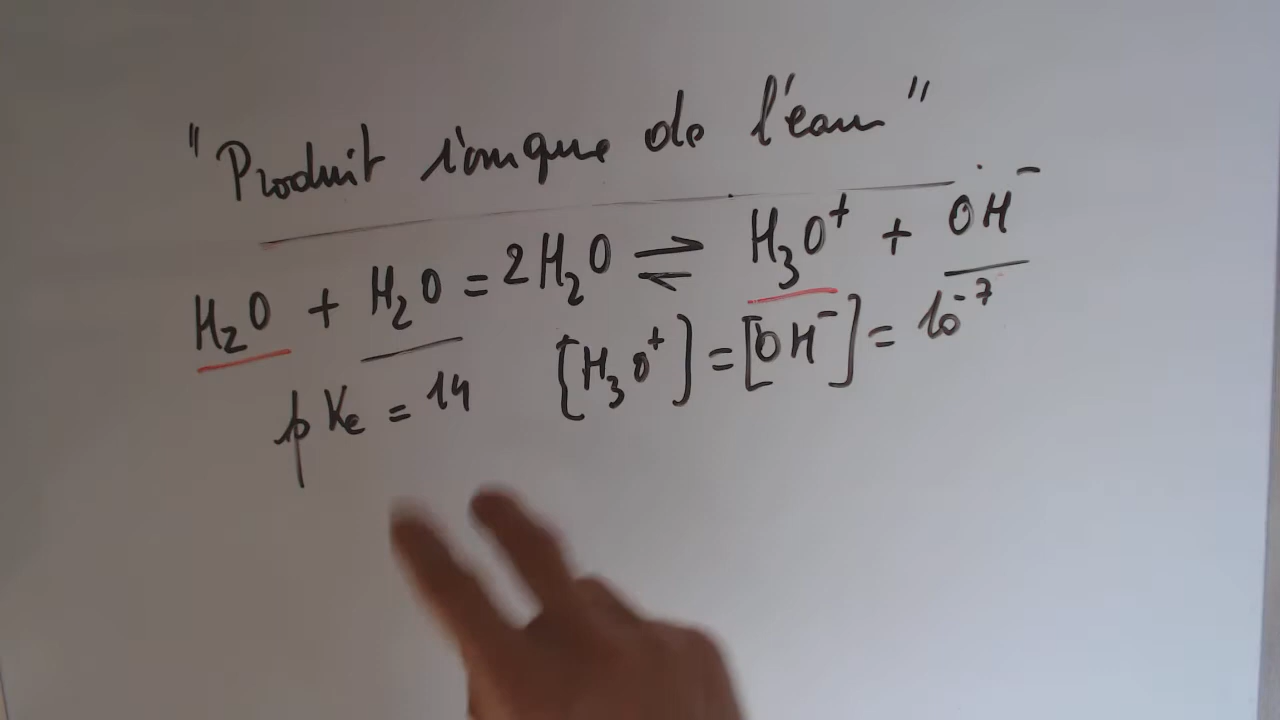 "Produit ionique de l'eau"
H₂O + H₂O = 2H₂O ⇌ H₃O⁺ + OH⁻
pKe = 14 [H₃O⁺] = [OH⁻] = 10⁻⁷